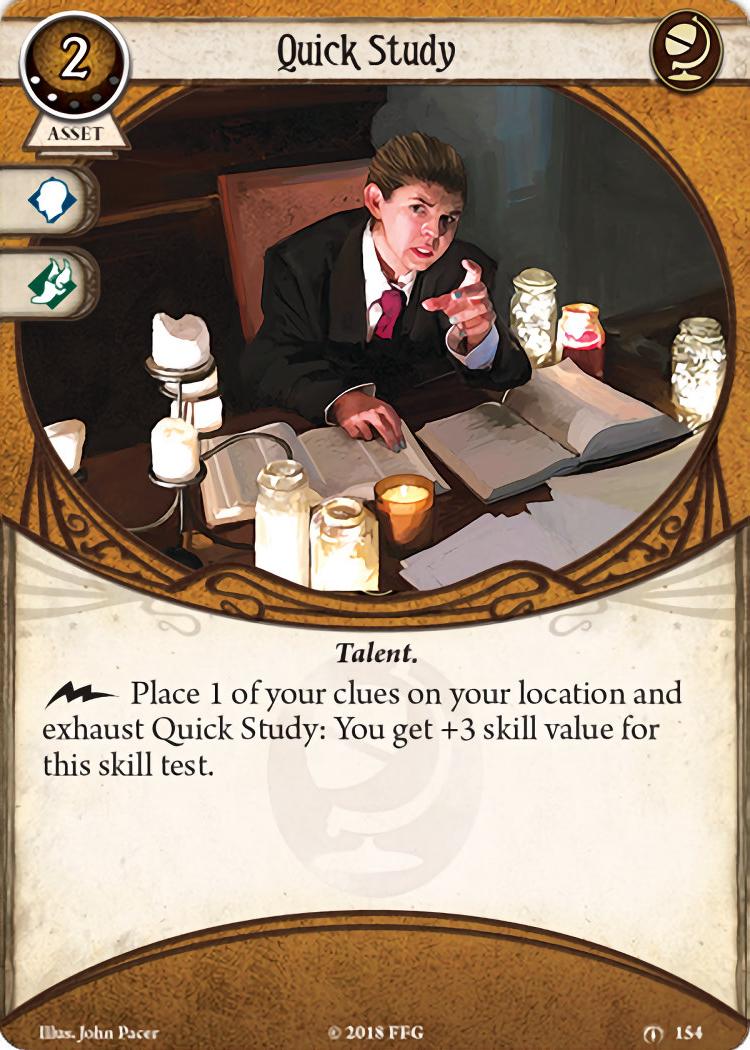 2
Quick Study
ASSET
Talent.
Place 1 of your clues on your location and
exhaust Quick Study: You get +3 skill value for
this skill test.
Illus. John Pacer
© 2018 FFG
154